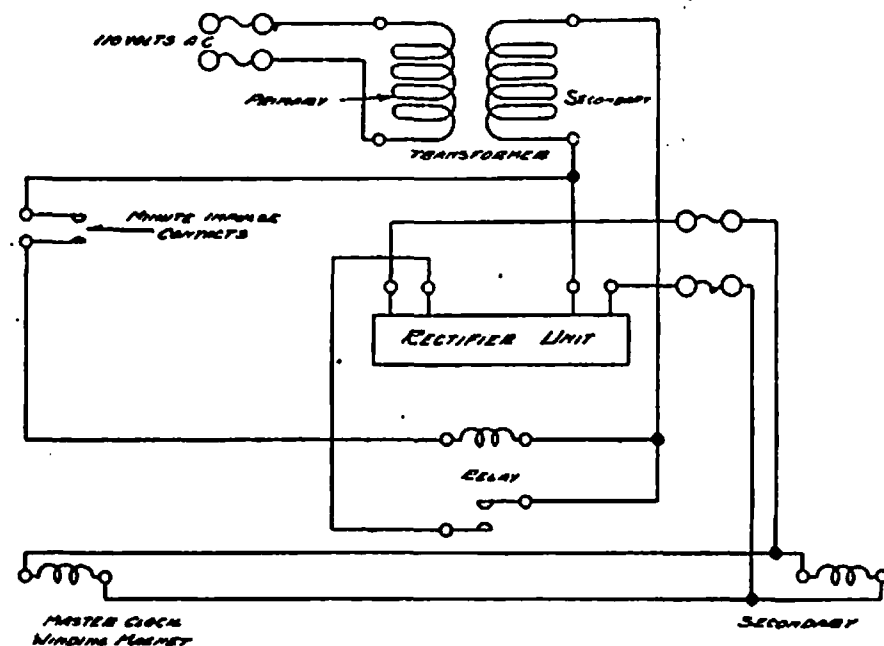 110 VOLTS A C
PRIMARY
SECONDARY
TRANSFORMER
MINUTE IMPULSE
CONTACTS
RECTIFIER UNIT
RELAY
MASTER CLOCK
WINDING MAGNET
SECONDARY